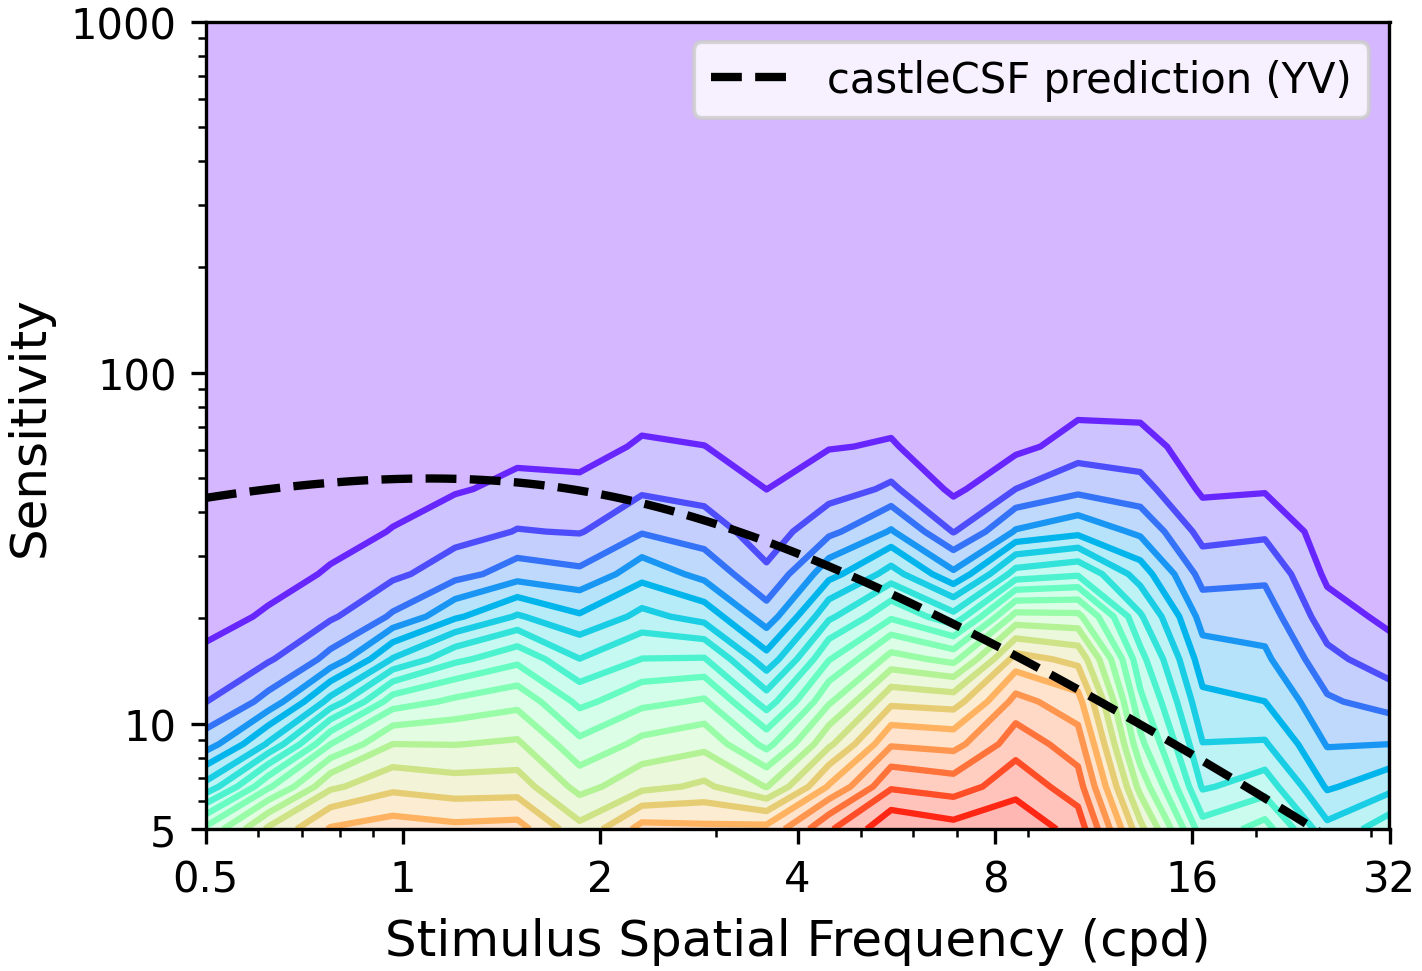 1000
castleCSF prediction (YV)
100
10
5
Sensitivity
0.5 1 2 4 8 16 32
Stimulus Spatial Frequency (cpd)